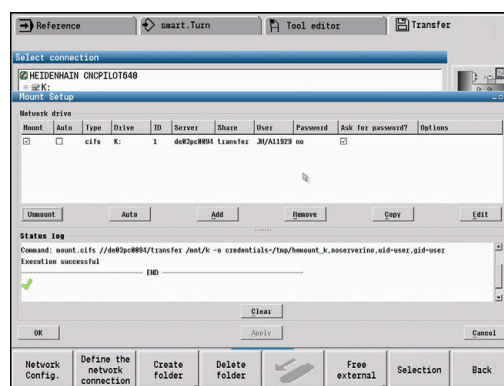 Reference smart.Turn Tool editor Transfer
Select connection
HEIDENHAIN CNCPILOT640
K:
Mount Setup
Network drive
Mount Auto Type Drive ID Server Share User Password Ask for password? Options
cifs K: 1 de03pc0094 transfer JH/A11929 no
Unmount Auto Add Remove Copy Edit
Status log
Command: mount.cifs //de03pc0094/transfer /mnt/k -o credentials=/tmp/hemount_k,noserverino,uid=user,gid=user
Execution successful
END
Clear
OK Apply Cancel
Network Config. Define the network connection Create folder Delete folder Free external Selection Back